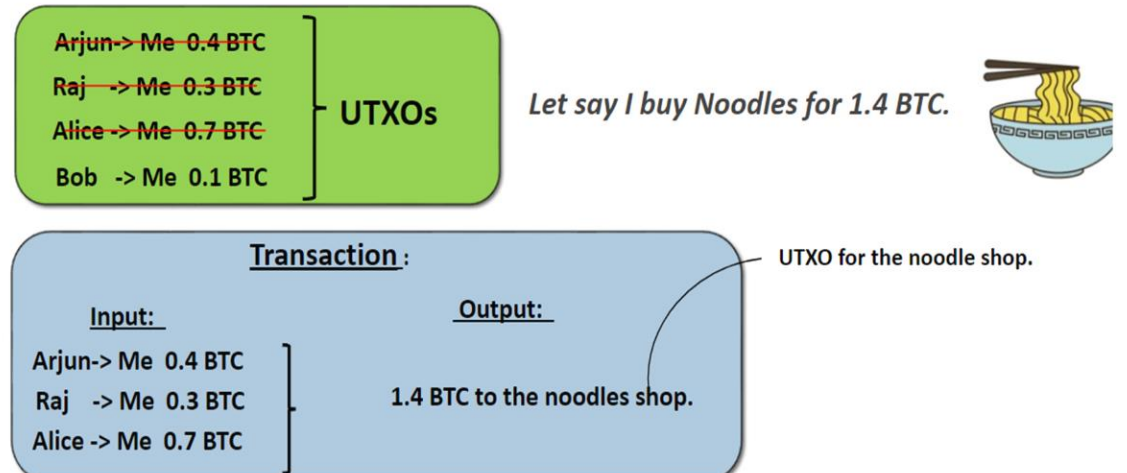 Arjun-> Me 0.4 BTC
Raj -> Me 0.3 BTC
Alice -> Me 0.7 BTC
Bob -> Me 0.1 BTC
UTXOs
Let say I buy Noodles for 1.4 BTC.
Transaction :
UTXO for the noodle shop.
Input:
Output:
Arjun-> Me 0.4 BTC
Raj -> Me 0.3 BTC
Alice -> Me 0.7 BTC
1.4 BTC to the noodles shop.